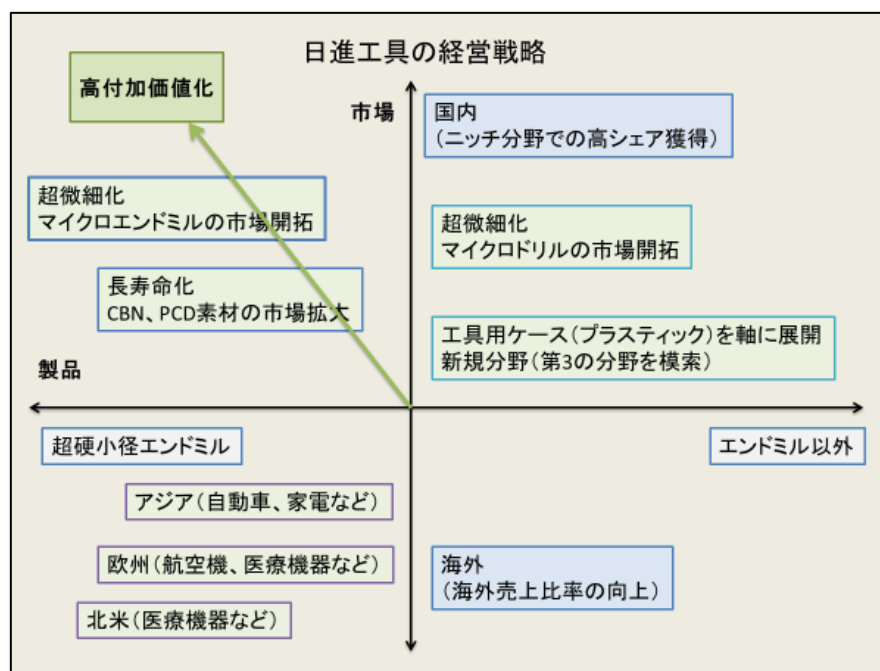 日進工具の経営戦略
高付加価値化
市場
国内
(ニッチ分野での高シェア獲得)
超微細化
マイクロエンドミルの市場開拓
超微細化
マイクロドリルの市場開拓
長寿命化
CBN、PCD素材の市場拡大
工具用ケース(プラスティック)を軸に展開
新規分野(第3の分野を模索)
製品
超硬小径エンドミル
エンドミル以外
アジア(自動車、家電など)
欧州(航空機、医療機器など)
北米(医療機器など)
海外
(海外売上比率の向上)